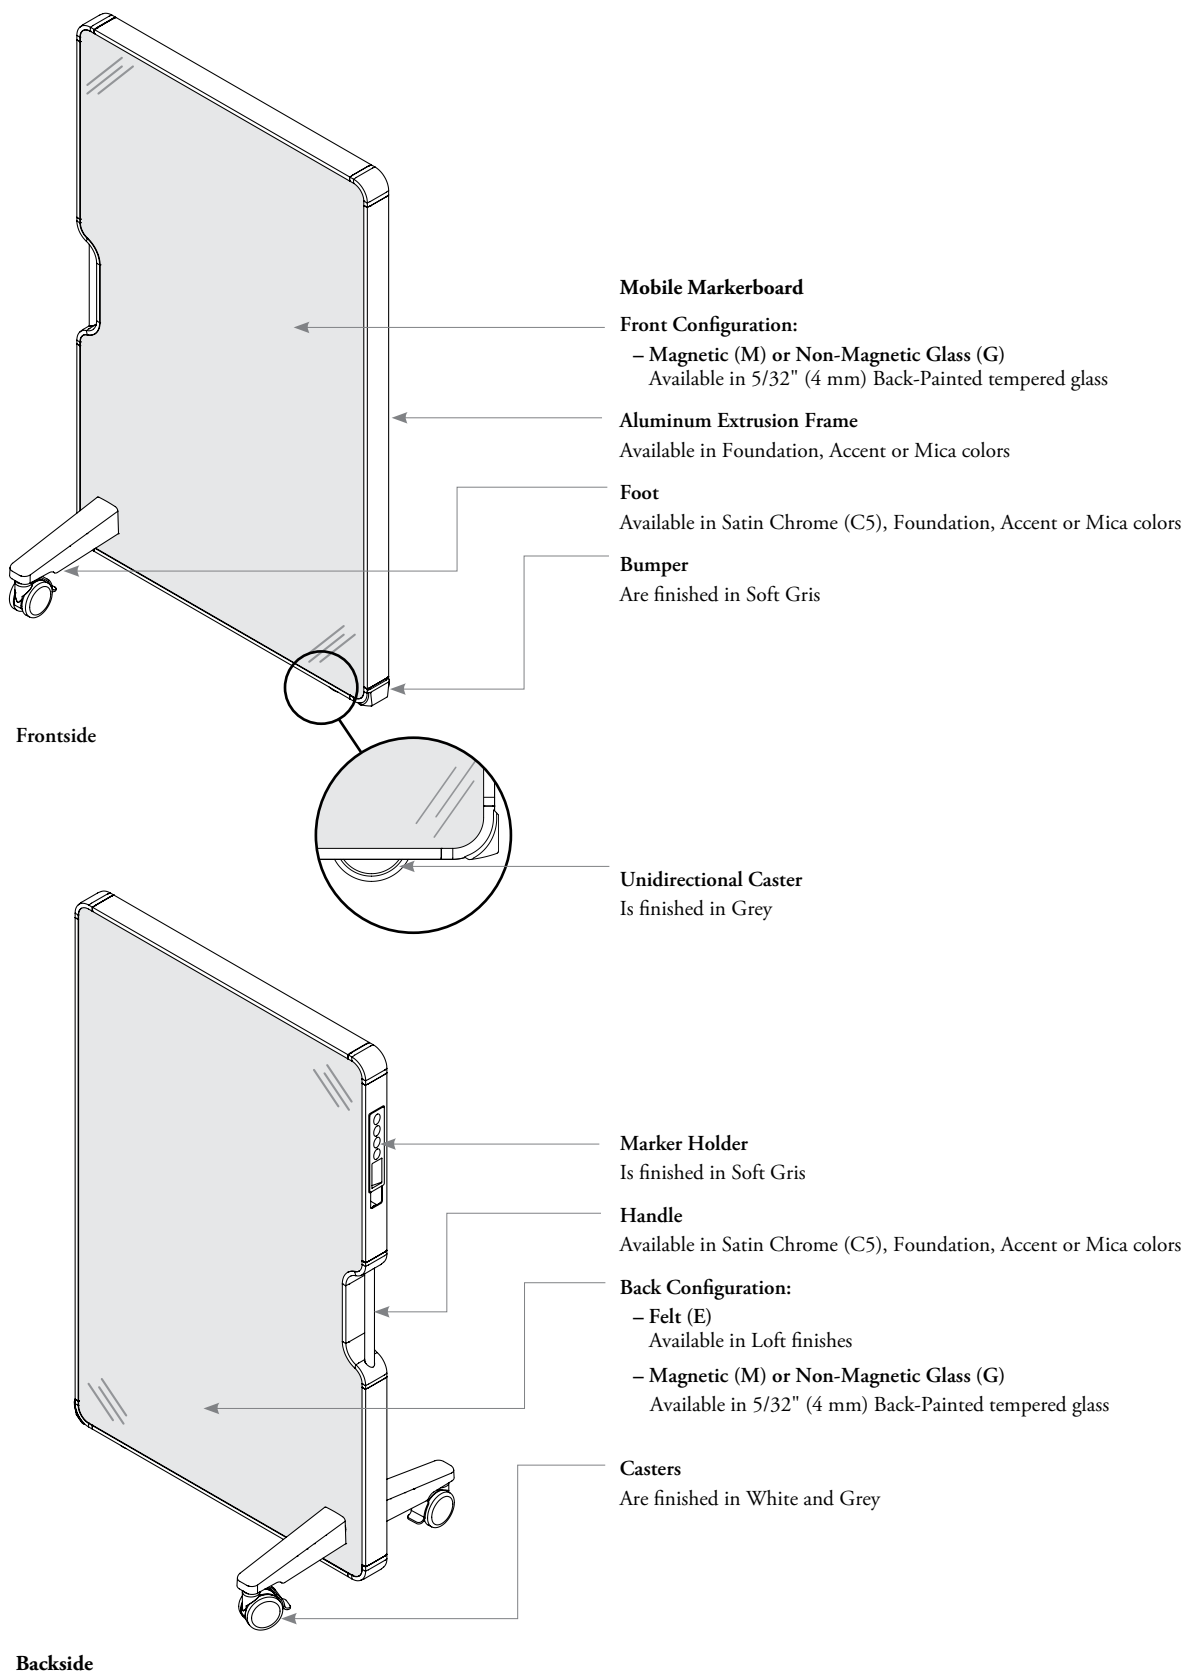 Mobile Markerboard
Front Configuration:
– Magnetic (M) or Non-Magnetic Glass (G)
Available in 5/32" (4 mm) Back-Painted tempered glass
Aluminum Extrusion Frame
Available in Foundation, Accent or Mica colors
Foot
Available in Satin Chrome (C5), Foundation, Accent or Mica colors
Bumper
Are finished in Soft Gris
Frontside
Unidirectional Caster
Is finished in Grey
Marker Holder
Is finished in Soft Gris
Handle
Available in Satin Chrome (C5), Foundation, Accent or Mica colors
Back Configuration:
– Felt (E)
Available in Loft finishes
– Magnetic (M) or Non-Magnetic Glass (G)
Available in 5/32" (4 mm) Back-Painted tempered glass
Casters
Are finished in White and Grey
Backside